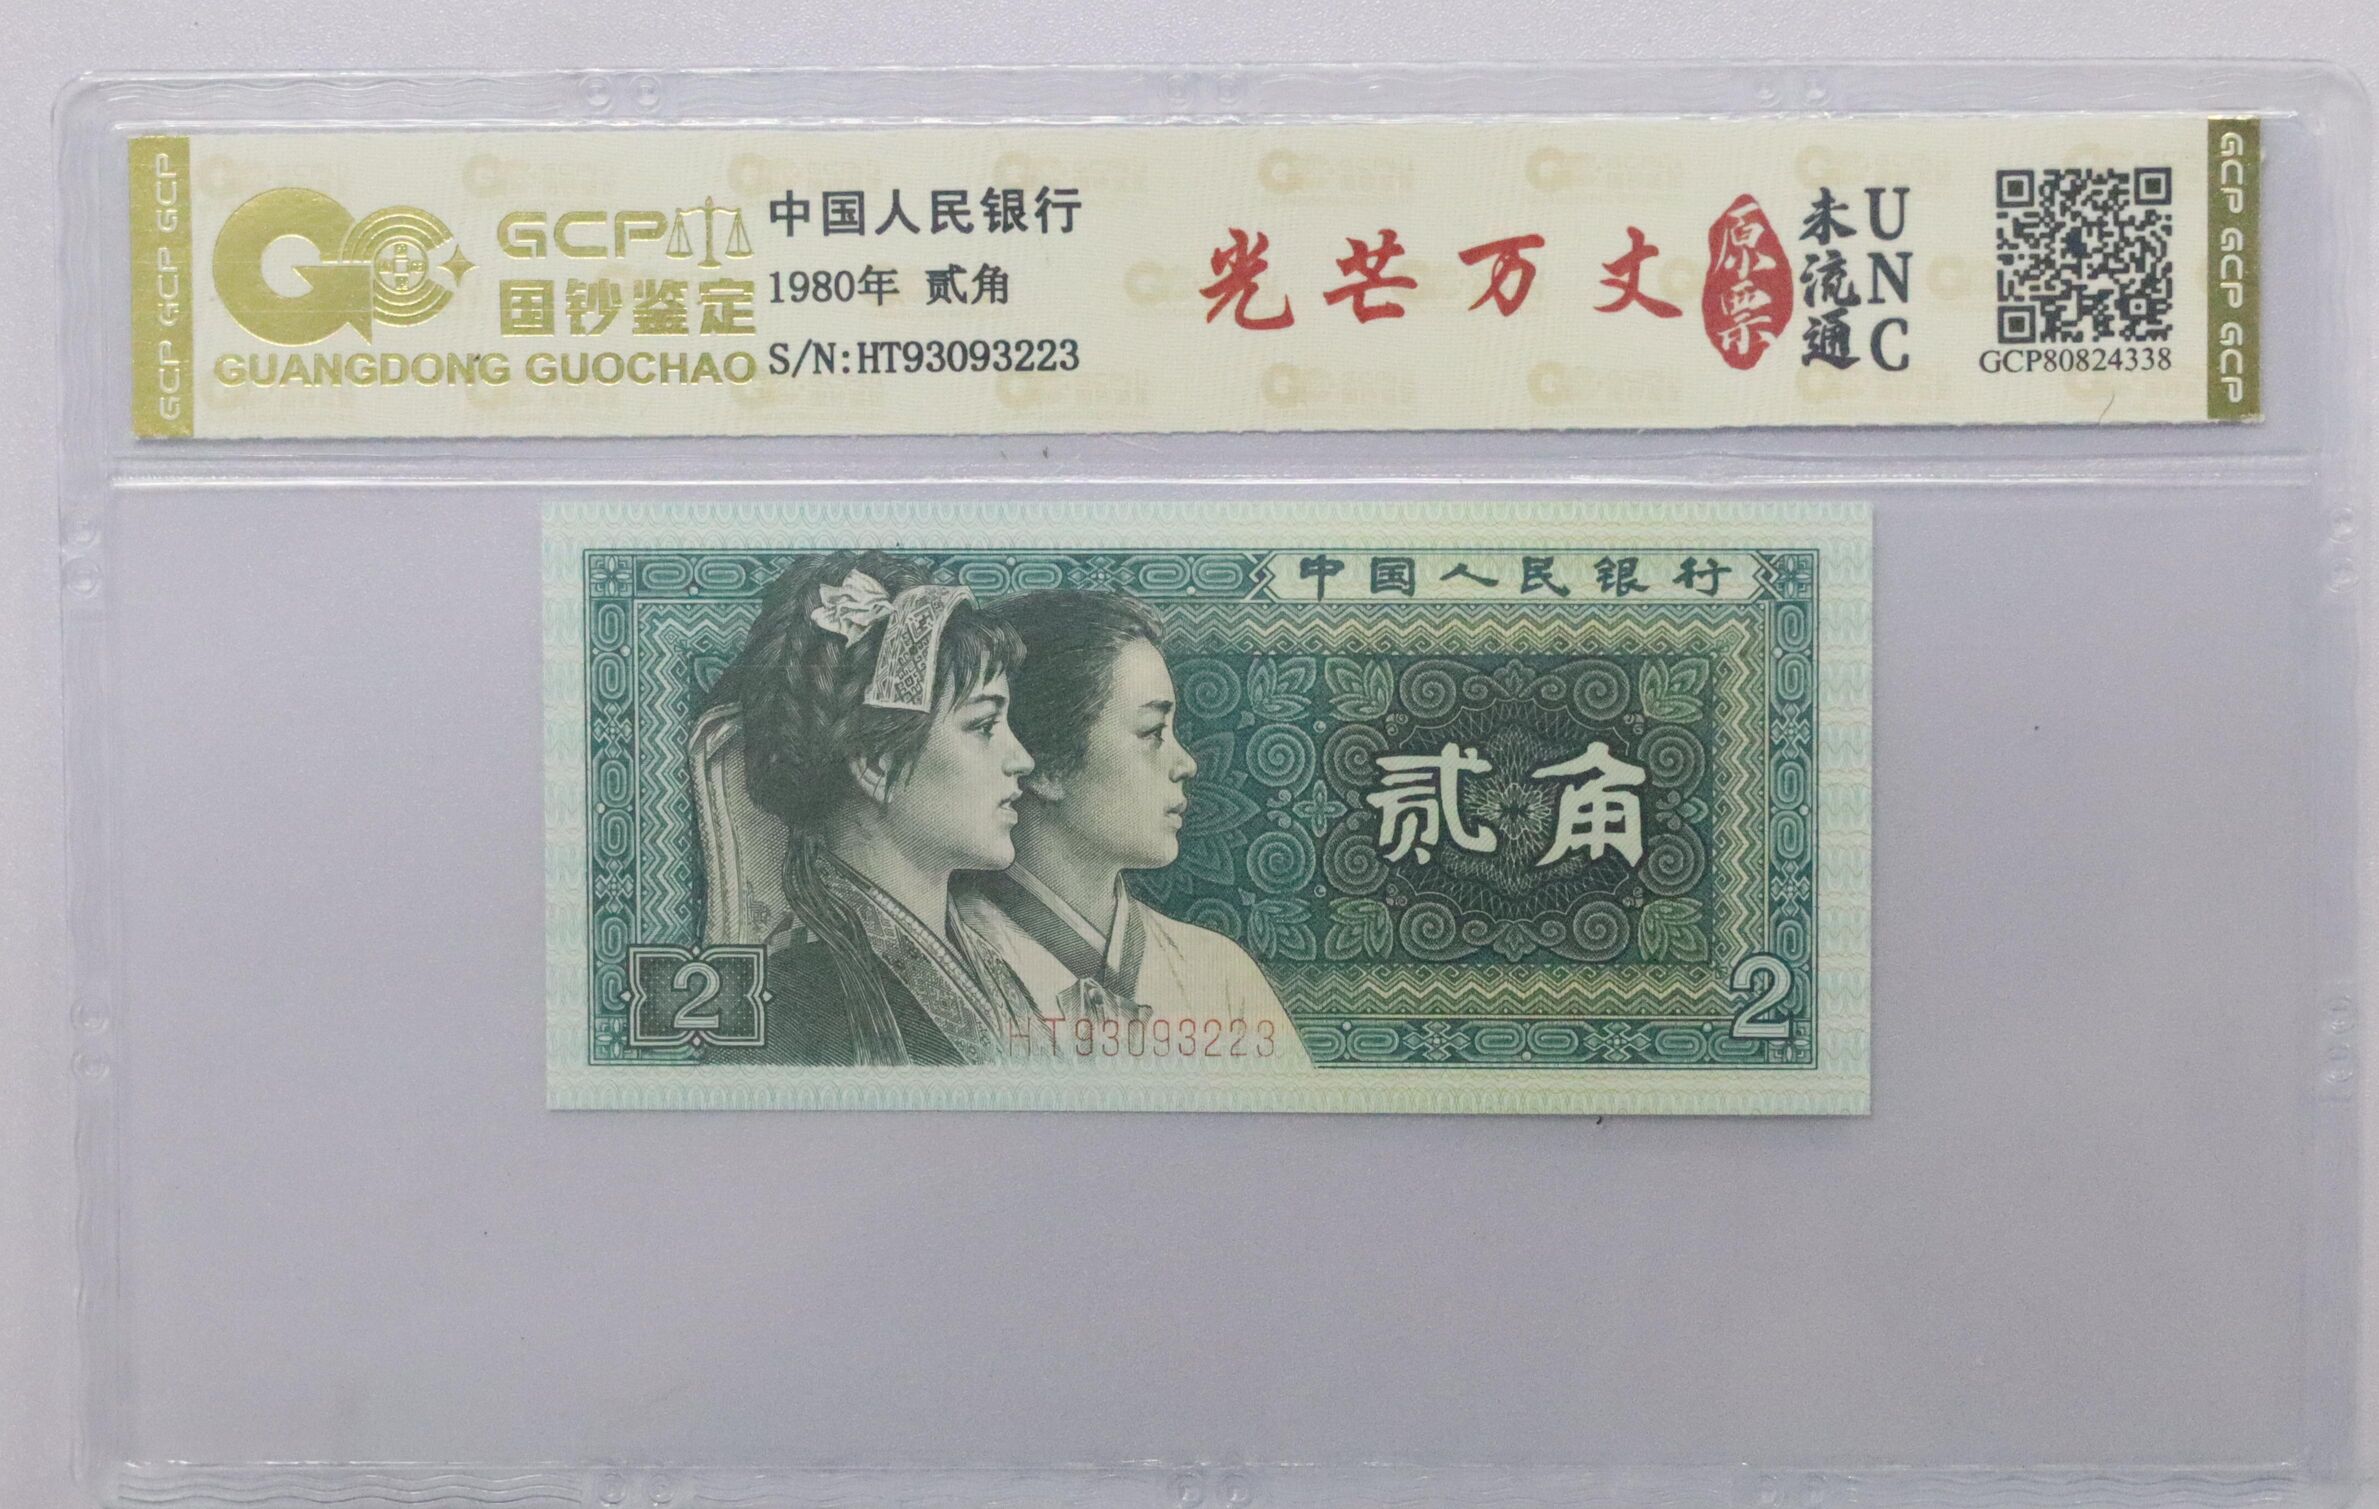 GCP GCP GCP
GCP
国钞鉴定
GUANGDONG GUOCHAO
中国人民银行
1980年 贰角
S/N:HT93093223
光芒万丈
原票
未流通
UNC
GCP80824338
GCP GCP GCP
中国人民银行
贰角
2
HT93093223
2